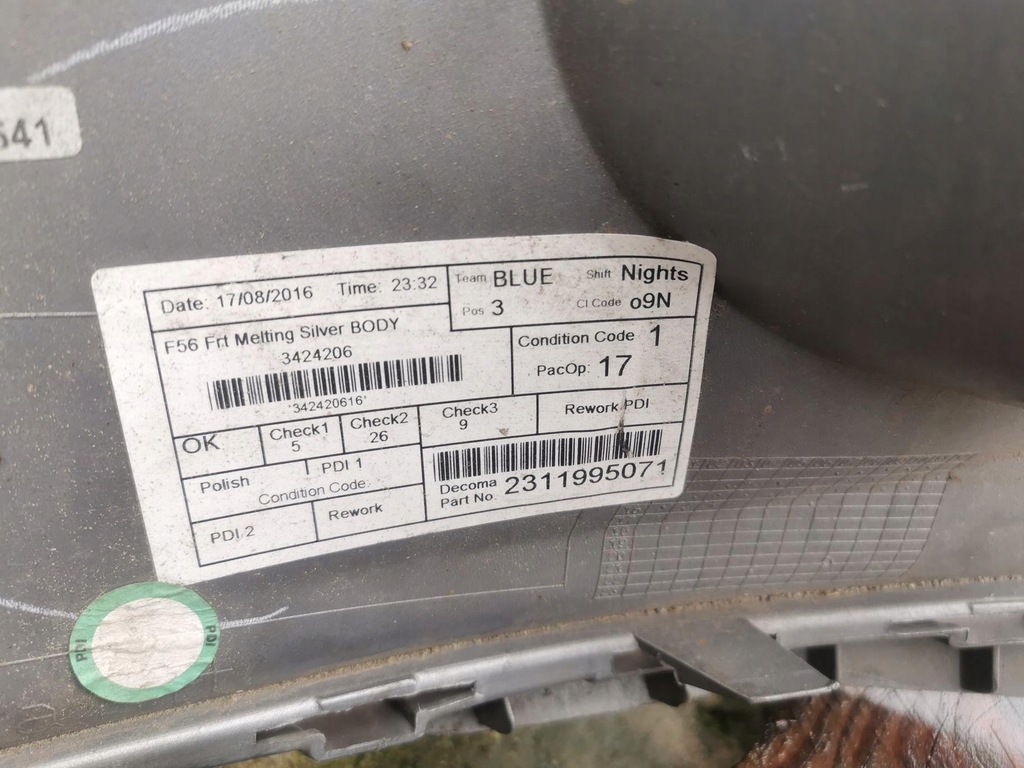 641
Date: 17/08/2016 Time: 23:32
Team BLUE Shift Nights
Pos 3 Cl Code o9N
F56 Frt Melting Silver BODY
3424206
'342420616'
Condition Code 1
PacOp: 17
OK Check1 5 Check2 26 Check3 9 Rework PDI
Polish PDI 1
Condition Code
PDI 2 Rework
Decoma Part No. 2311995071
PDI PDI